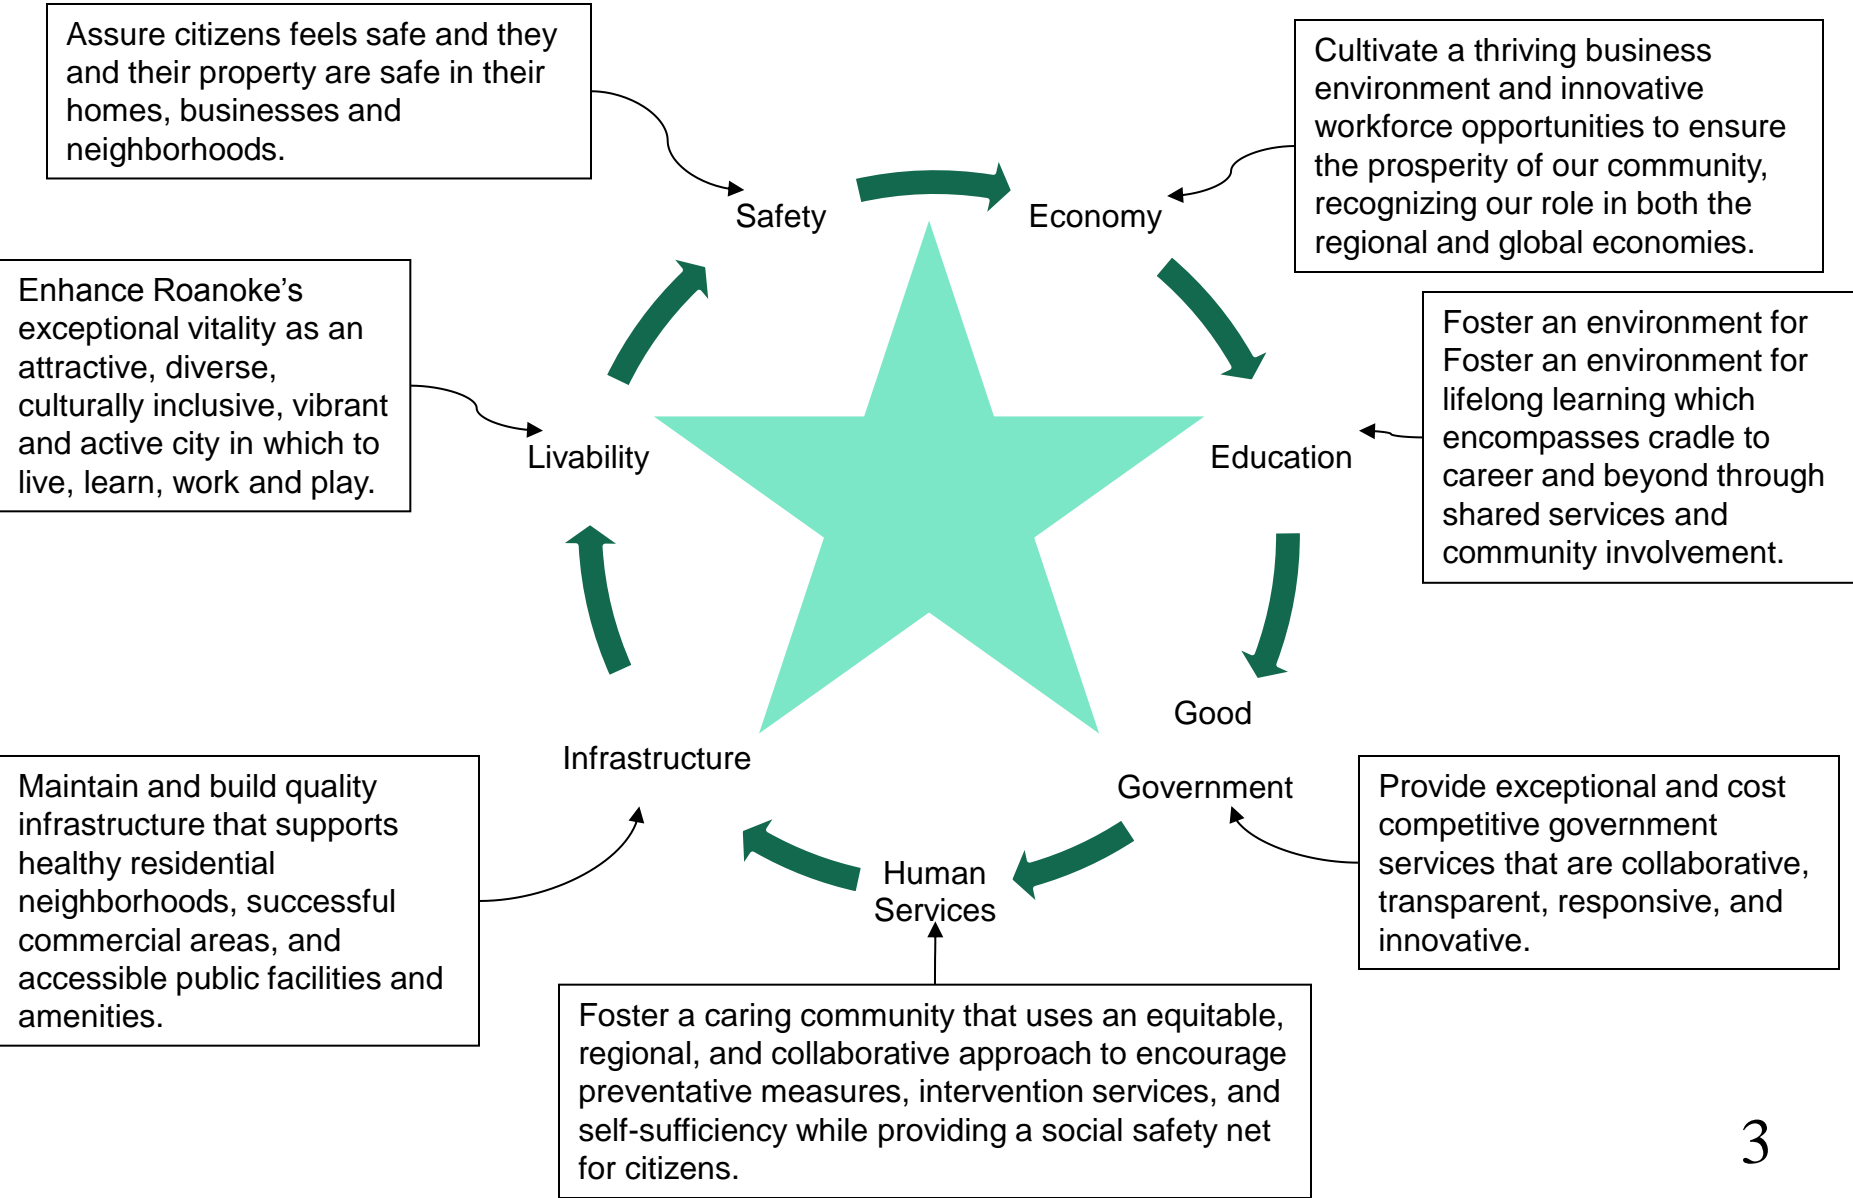 Assure citizens feels safe and they
and their property are safe in their
homes, businesses and
neighborhoods.
Cultivate a thriving business
environment and innovative
workforce opportunities to ensure
the prosperity of our community,
recognizing our role in both the
regional and global economies.
Safety
Economy
Enhance Roanoke’s
exceptional vitality as an
attractive, diverse,
culturally inclusive, vibrant
and active city in which to
live, learn, work and play.
Foster an environment for
Foster an environment for
lifelong learning which
encompasses cradle to
career and beyond through
shared services and
community involvement.
Livability
Education
Good
Government
Infrastructure
Human
Services
Maintain and build quality
infrastructure that supports
healthy residential
neighborhoods, successful
commercial areas, and
accessible public facilities and
amenities.
Provide exceptional and cost
competitive government
services that are collaborative,
transparent, responsive, and
innovative.
Foster a caring community that uses an equitable,
regional, and collaborative approach to encourage
preventative measures, intervention services, and
self-sufficiency while providing a social safety net
for citizens.
3